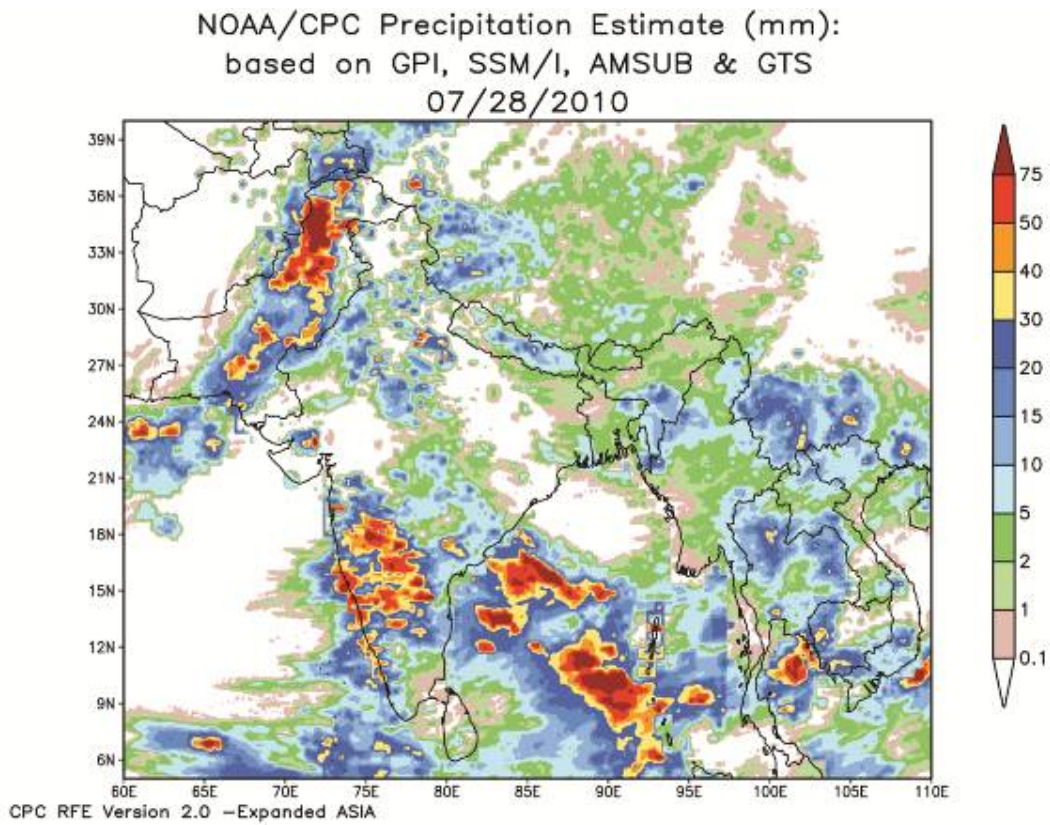 NOAA/CPC Precipitation Estimate (mm):
based on GPI, SSM/I, AMSUB & GTS
07/28/2010
39N
36N
33N
30N
27N
24N
21N
18N
15N
12N
9N
6N
60E 65E 70E 75E 80E 85E 90E 95E 100E 105E 110E
75
50
40
30
20
15
10
5
2
1
0.1
CPC RFE Version 2.0 -Expanded ASIA